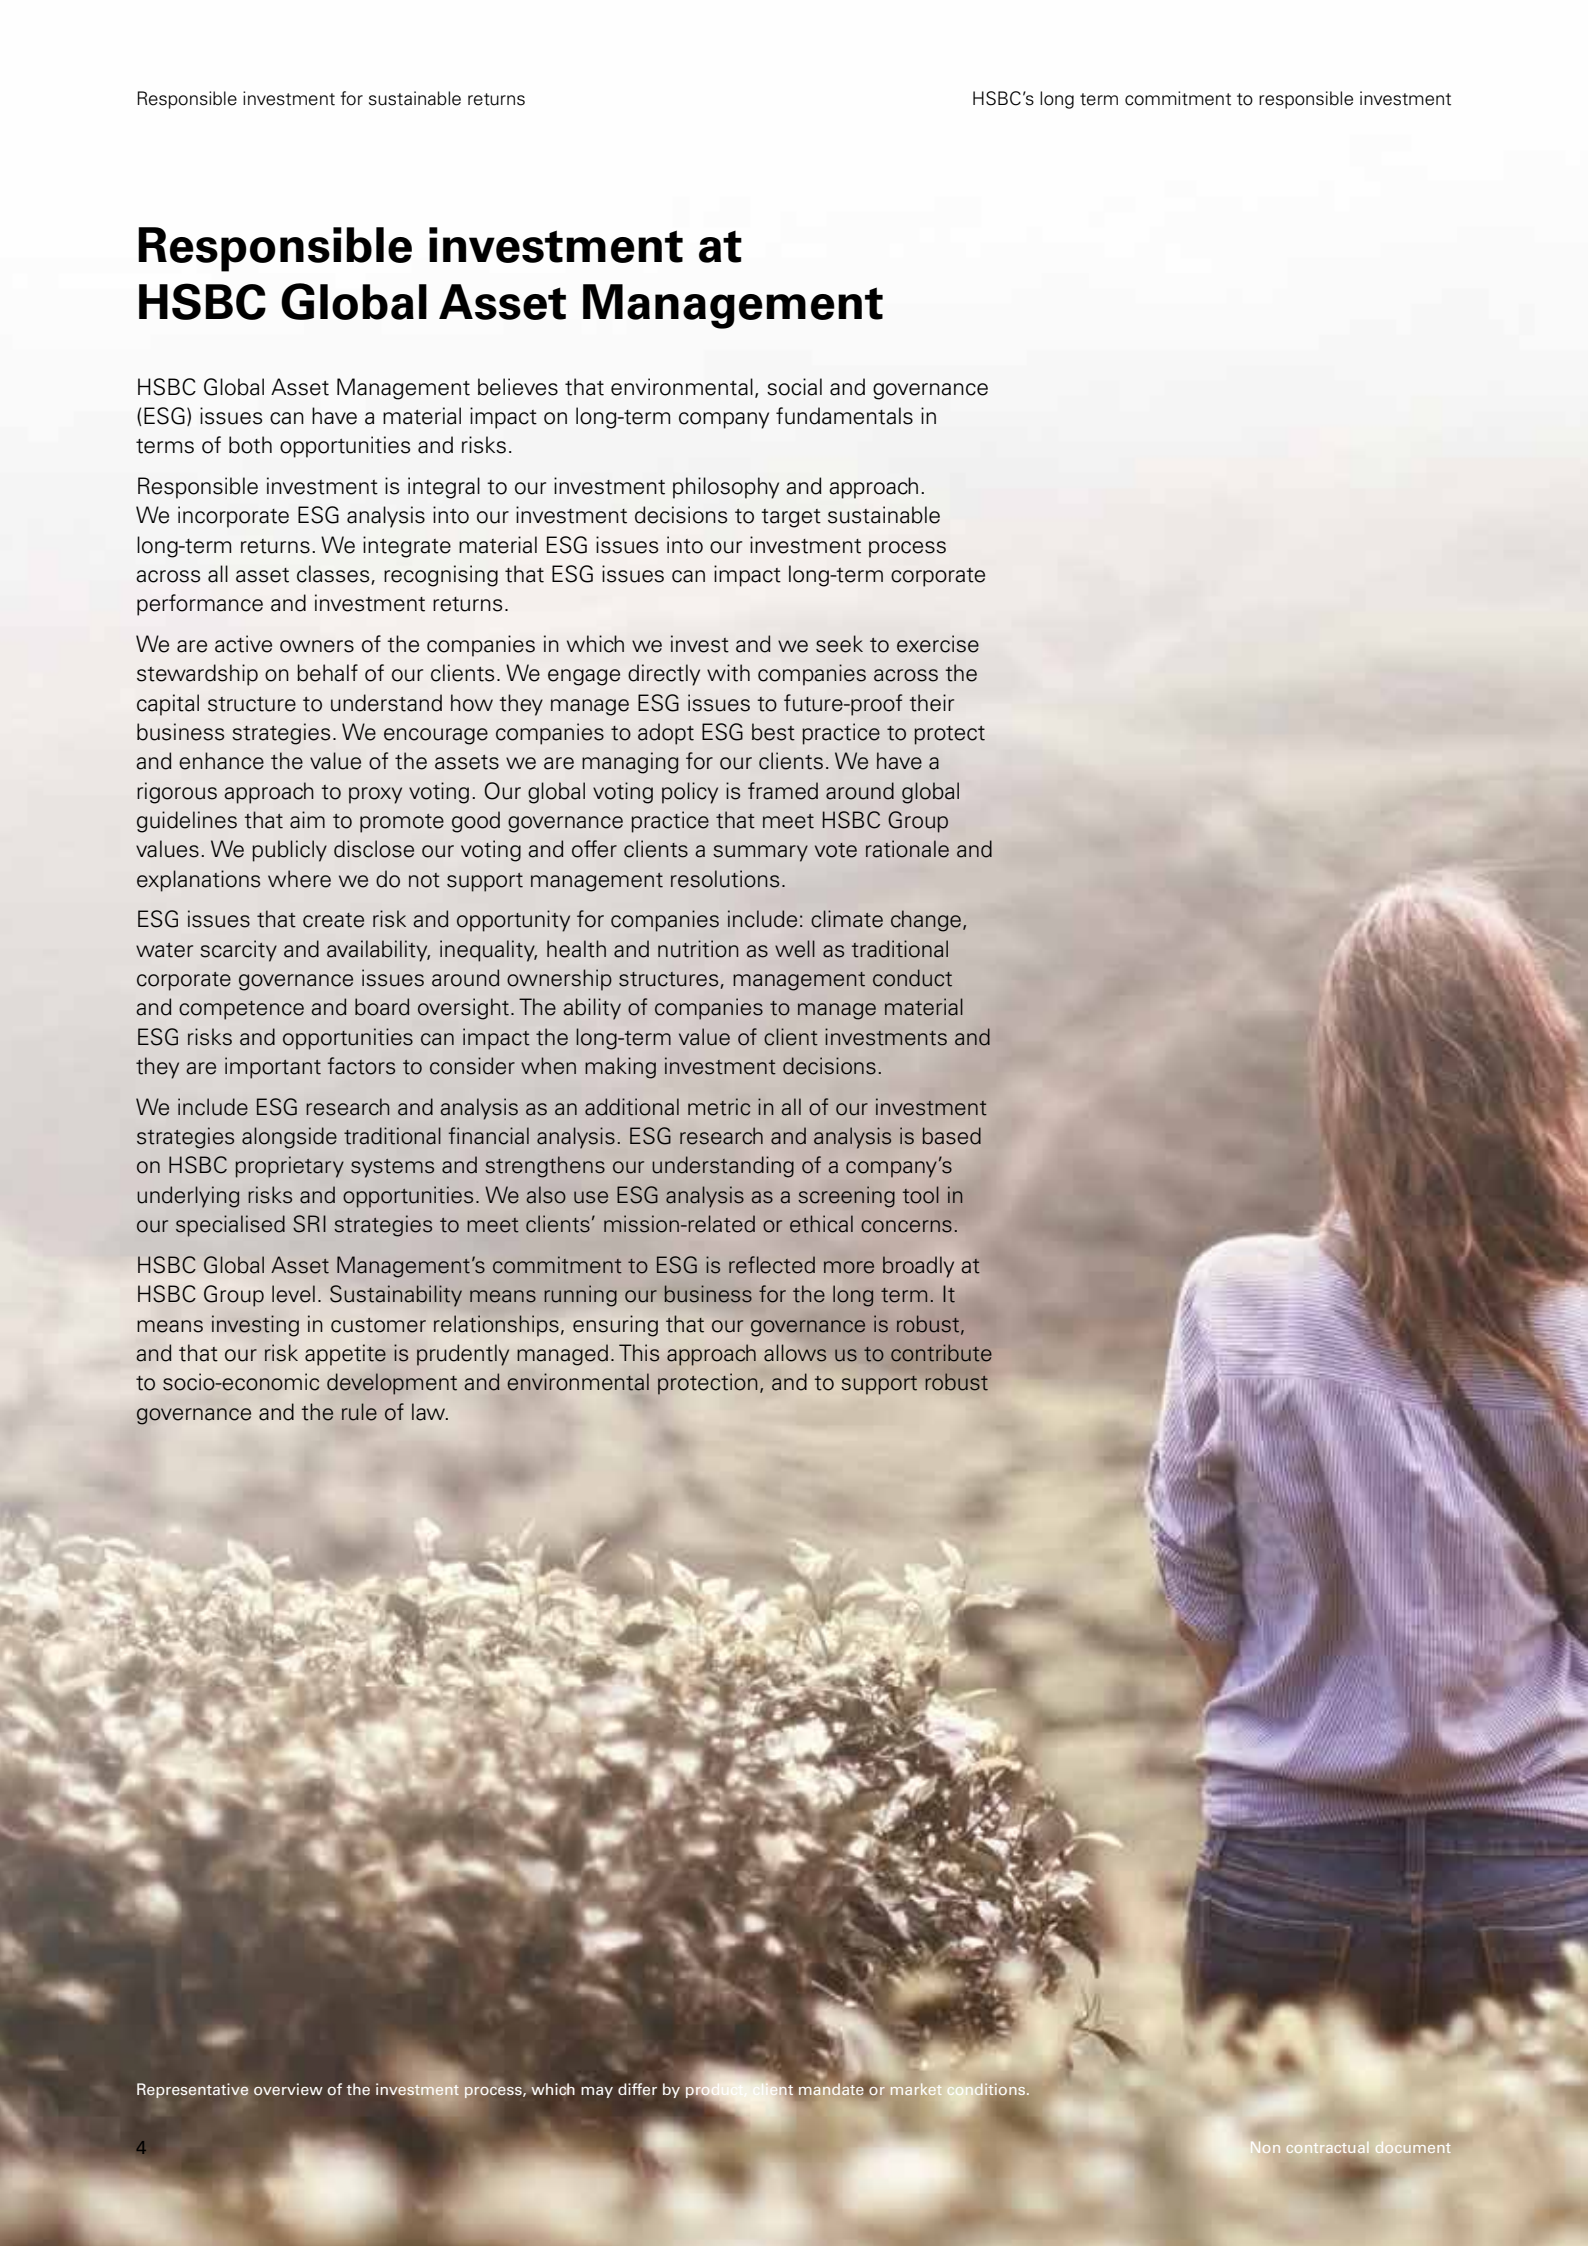 Responsible investment for sustainable returns
HSBC's long term commitment to responsible investment
Responsible investment at
HSBC Global Asset Management
HSBC Global Asset Management believes that environmental, social and governance
(ESG) issues can have a material impact on long-term company fundamentals in
terms of both opportunities and risks.
Responsible investment is integral to our investment philosophy and approach.
We incorporate ESG analysis into our investment decisions to target sustainable
long-term returns. We integrate material ESG issues into our investment process
across all asset classes, recognising that ESG issues can impact long-term corporate
performance and investment returns.
We are active owners of the companies in which we invest and we seek to exercise
stewardship on behalf of our clients. We engage directly with companies across the
capital structure to understand how they manage ESG issues to future-proof their
business strategies. We encourage companies to adopt ESG best practice to protect
and enhance the value of the assets we are managing for our clients. We have a
rigorous approach to proxy voting. Our global voting policy is framed around global
guidelines that aim to promote good governance practice that meet HSBC Group
values. We publicly disclose our voting and offer clients a summary vote rationale and
explanations where we do not support management resolutions.
ESG issues that create risk and opportunity for companies include: climate change,
water scarcity and availability, inequality, health and nutrition as well as traditional
corporate governance issues around ownership structures, management conduct
and competence and board oversight. The ability of companies to manage material
ESG risks and opportunities can impact the long-term value of client investments and
they are important factors to consider when making investment decisions.
We include ESG research and analysis as an additional metric in all of our investment
strategies alongside traditional financial analysis. ESG research and analysis is based
on HSBC proprietary systems and strengthens our understanding of a company's
underlying risks and opportunities. We also use ESG analysis as a screening tool in
our specialised SRI strategies to meet clients' mission-related or ethical concerns.
HSBC Global Asset Management's commitment to ESG is reflected more broadly at
HSBC Group level. Sustainability means running our business for the long term. It
means investing in customer relationships, ensuring that our governance is robust,
and that our risk appetite is prudently managed. This approach allows us to contribute
to socio-economic development and environmental protection, and to support robust
governance and the rule of law.
Representative overview of the investment process, which may differ by product, client mandate or market conditions.
4
Non contractual document